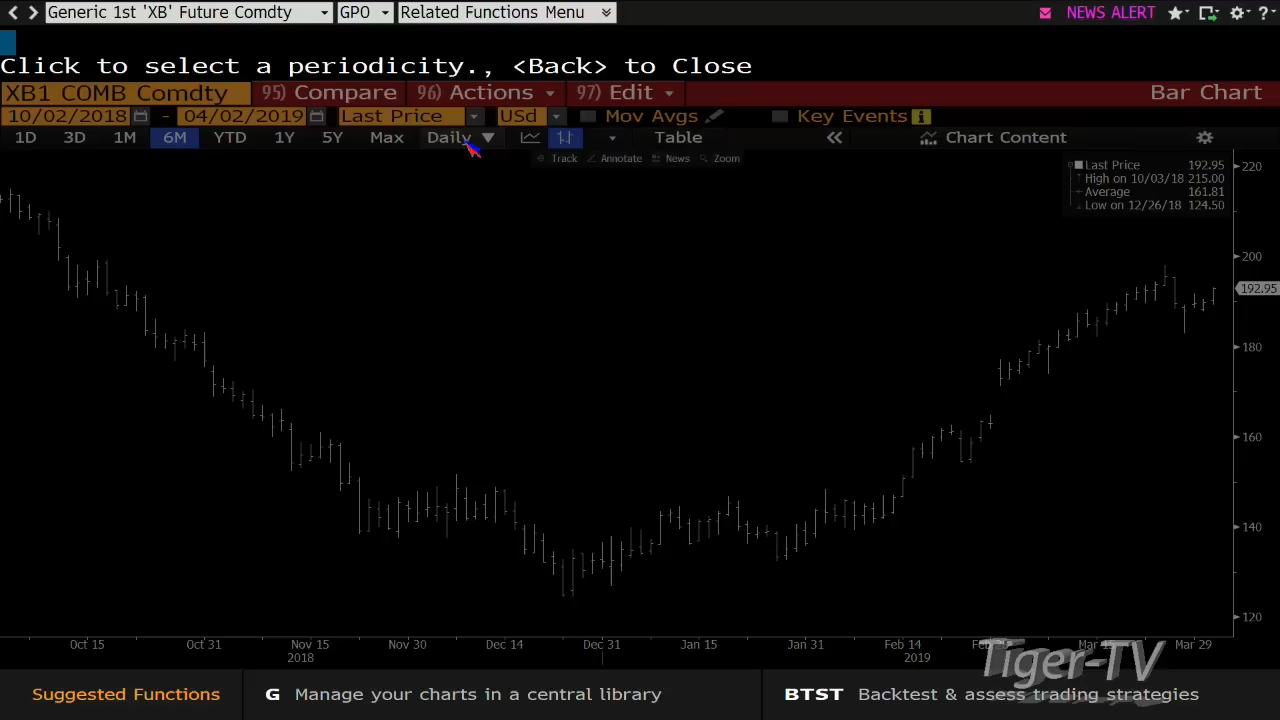 Generic 1st 'XB' Future Comdty GPO Related Functions Menu NEWS ALERT ?
Click to select a periodicity., <Back> to Close
XB1 COMB Comdty 95) Compare 96) Actions 97) Edit Bar Chart
10/02/2018 - 04/02/2019 Last Price USd Mov Avgs Key Events i
1D 3D 1M 6M YTD 1Y 5Y Max Daily Table « Chart Content
Track Annotate News Zoom
Last Price 192.95
High on 10/03/18 215.00
Average 161.81
Low on 12/26/18 124.50
220
200
192.95
180
160
140
120
Oct 15 Oct 31 Nov 15 Nov 30 Dec 14 Dec 31 Jan 15 Jan 31 Feb 14 Mar 29
2018 2019
Tiger-TV
Suggested Functions G Manage your charts in a central library BTST Backtest & assess trading strategies